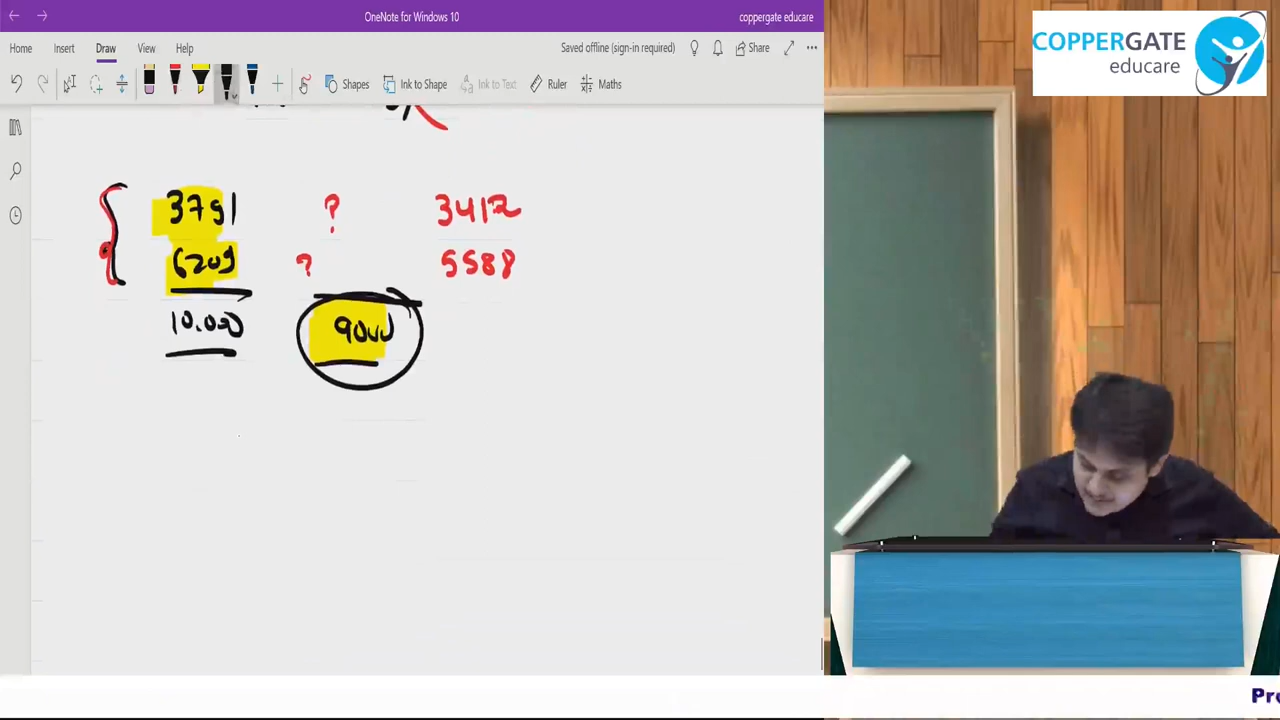 OneNote for Windows 10
coppergate educare
Home Insert Draw View Help
Saved offline (sign-in required) Share
Shapes Ink to Shape Ink to Text Ruler Maths
COPPERGATE
educare
3791 ? 3412
6209 ? 5588
10.000 9000
Pro